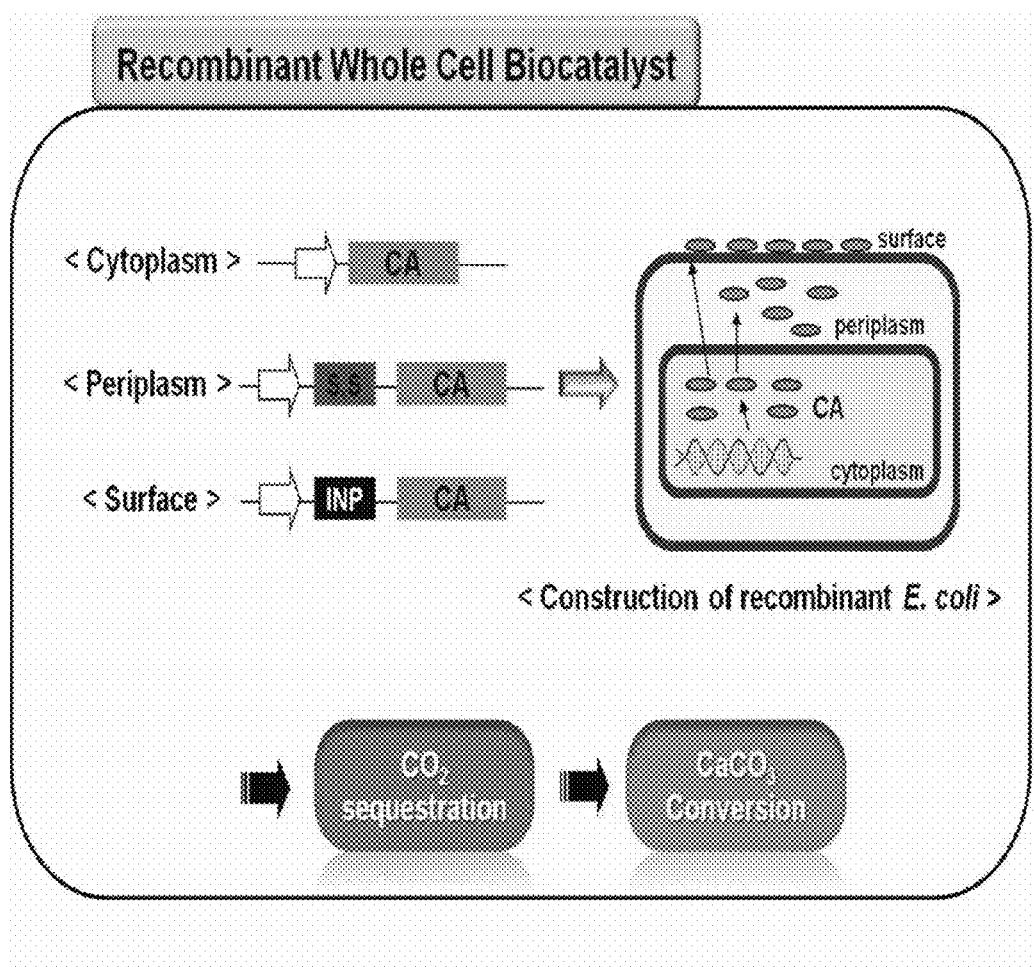 Recombinant Whole Cell Biocatalyst
< Cytoplasm >
CA
< Periplasm >
S.S
CA
< Surface >
INP
CA
surface
periplasm
CA
cytoplasm
< Construction of recombinant E. coli >
CO₂
sequestration
CaCO₃
Conversion